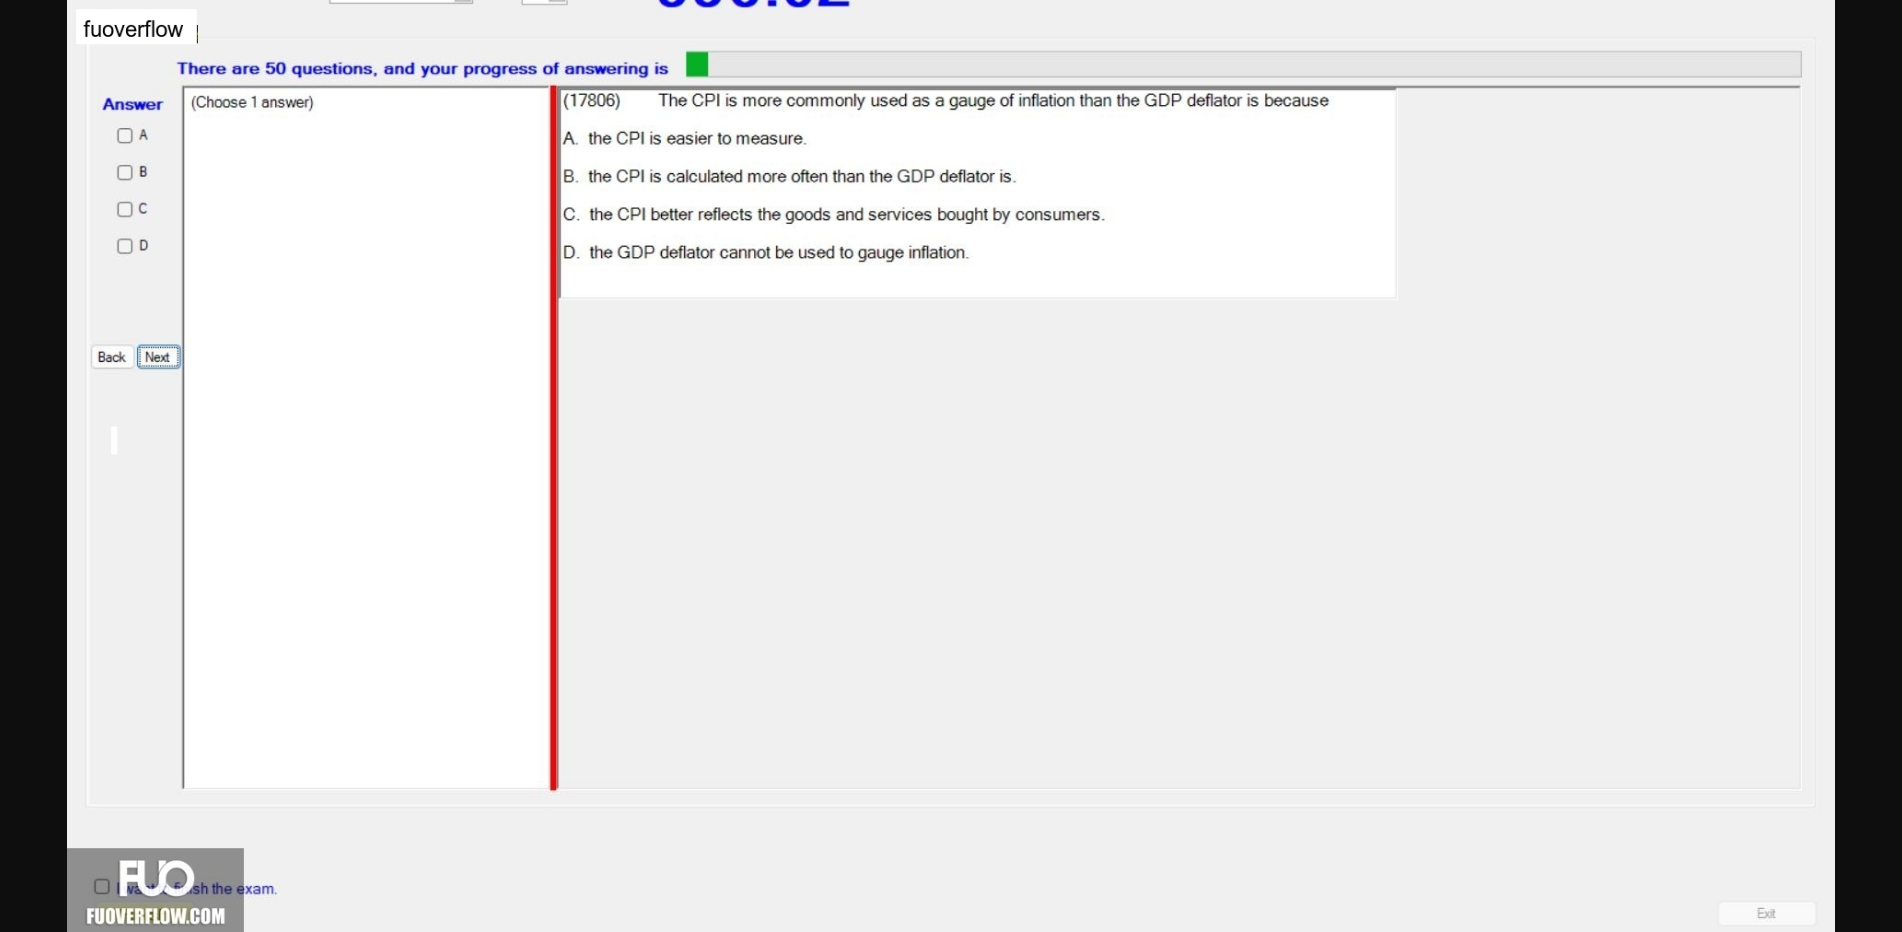 fuoverflow
There are 50 questions, and your progress of answering is
Answer
(Choose 1 answer)
A
B
C
D
Back Next
(17806) The CPI is more commonly used as a gauge of inflation than the GDP deflator is because
A. the CPI is easier to measure.
B. the CPI is calculated more often than the GDP deflator is.
C. the CPI better reflects the goods and services bought by consumers.
D. the GDP deflator cannot be used to gauge inflation.
I want finish the exam.
FUO
FUOVERFLOW.COM
Exit